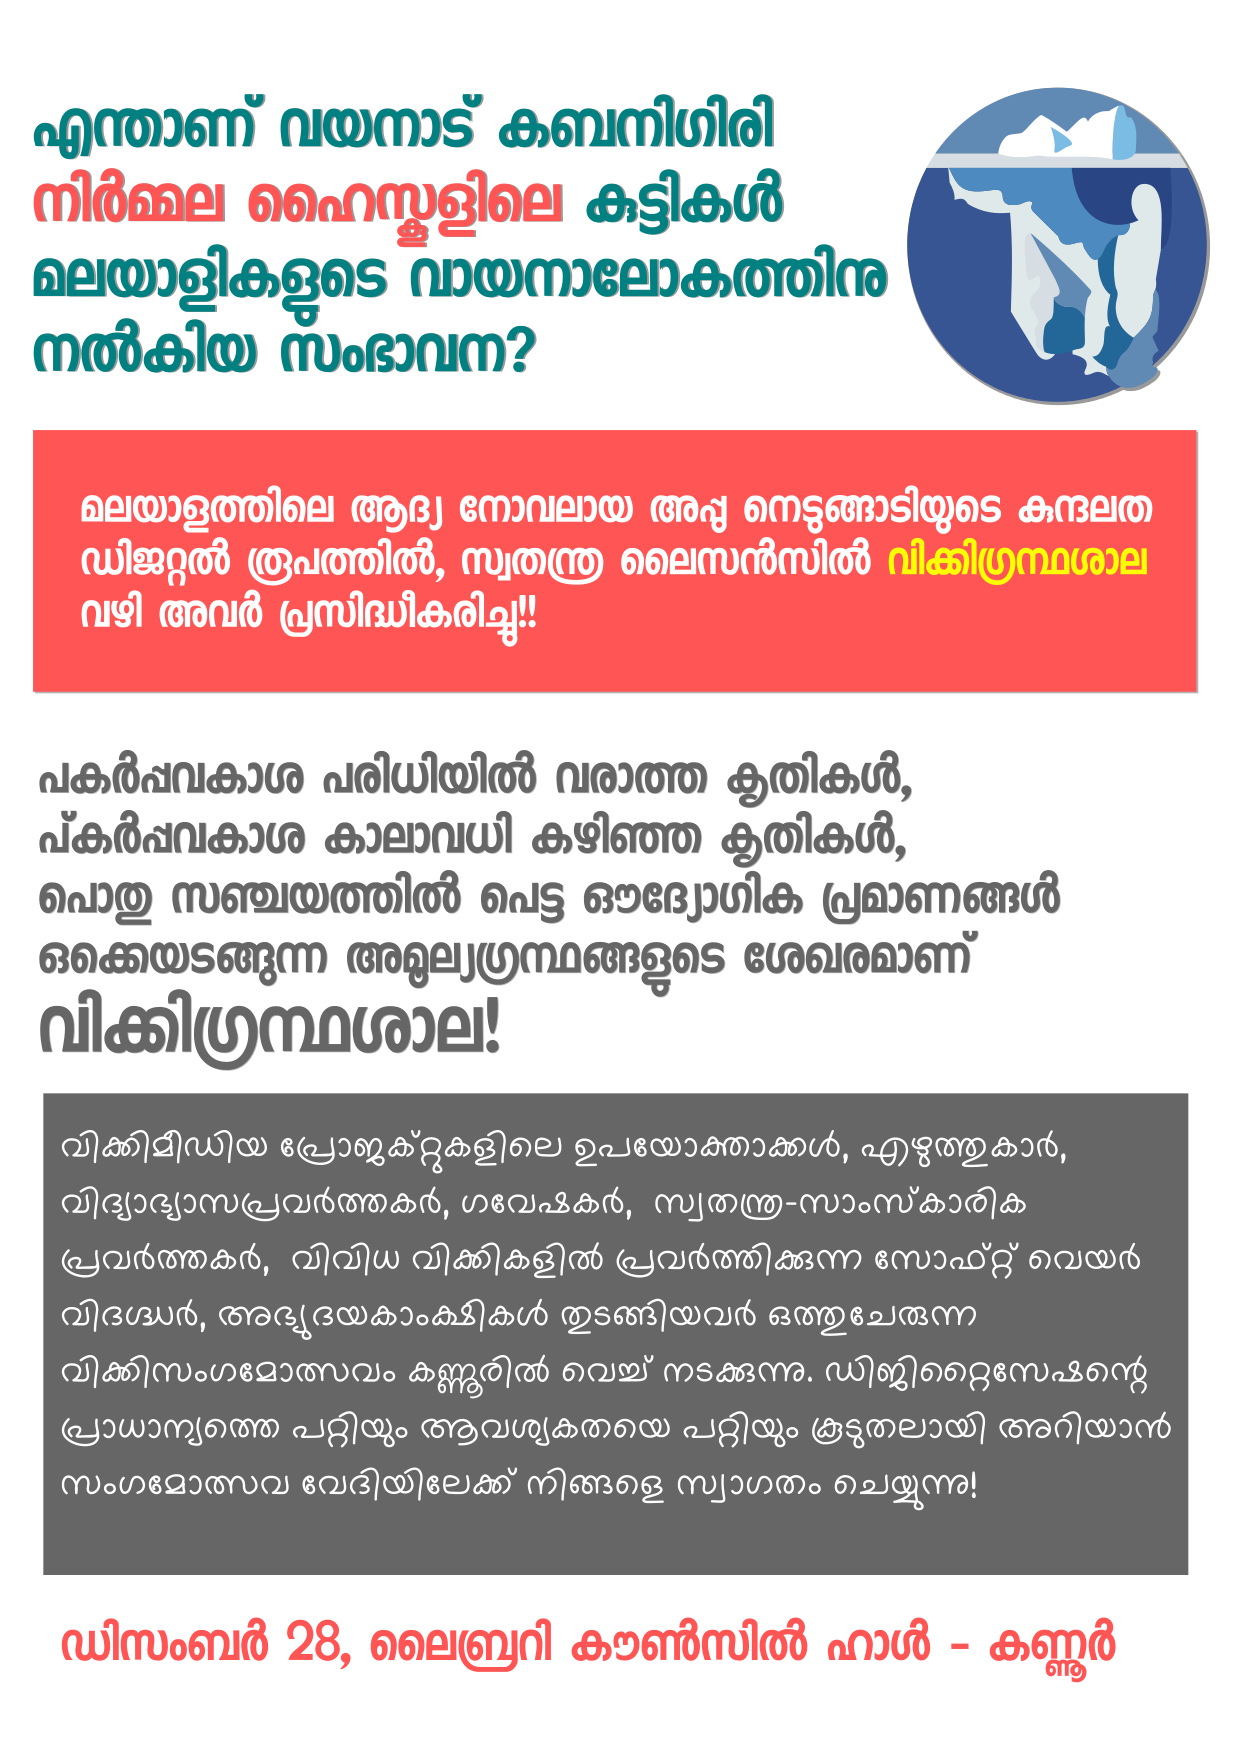 എന്താണ് വയനാട് കബനിഗിരി
നിർമ്മല ഹൈസ്കൂളിലെ കുട്ടികൾ
മലയാളികളുടെ വായനാലോകത്തിനു
നൽകിയ സംഭാവന?
മലയാളത്തിലെ ആദ്യ നോവലായ അപ്പു നെടുങ്ങാടിയുടെ കുന്ദലത
ഡിജറ്റൽ രൂപത്തിൽ, സ്വതന്ത്ര ലൈസൻസിൽ വിക്കിഗ്രന്ഥശാല
വഴി അവർ പ്രസിദ്ധീകരിച്ചു!!
പകർപ്പവകാശ പരിധിയിൽ വരാത്ത കൃതികൾ,
പ്കർപ്പവകാശ കാലാവധി കഴിഞ്ഞ കൃതികൾ,
പൊതു സഞ്ചയത്തിൽ പെട്ട ഔദ്യോഗിക പ്രമാണങ്ങൾ
ഒക്കെയടങ്ങുന്ന അമൂല്യഗ്രന്ഥങ്ങളുടെ ശേഖരമാണ്
വിക്കിഗ്രന്ഥശാല!
വിക്കിമീഡിയ പ്രോജക്റ്റുകളിലെ ഉപയോക്താക്കൾ, എഴുത്തുകാർ,
വിദ്യാഭ്യാസപ്രവർത്തകർ, ഗവേഷകർ, സ്വതന്ത്ര-സാംസ്കാരിക
പ്രവർത്തകർ, വിവിധ വിക്കികളിൽ പ്രവർത്തിക്കുന്ന സോഫ്റ്റ് വെയർ
വിദഗ്ദ്ധർ, അഭ്യുദയകാംക്ഷികൾ തുടങ്ങിയവർ ഒത്തുചേരുന്ന
വിക്കിസംഗമോത്സവം കണ്ണൂരിൽ വെച്ച് നടക്കുന്നു. ഡിജിറ്റൈസേഷന്റെ
പ്രാധാന്യത്തെ പറ്റിയും ആവശ്യകതയെ പറ്റിയും കൂടുതലായി അറിയാൻ
സംഗമോത്സവ വേദിയിലേക്ക് നിങ്ങളെ സ്വാഗതം ചെയ്യുന്നു!
ഡിസംബർ 28, ലൈബ്രറി കൗൺസിൽ ഹാൾ - കണ്ണൂർ